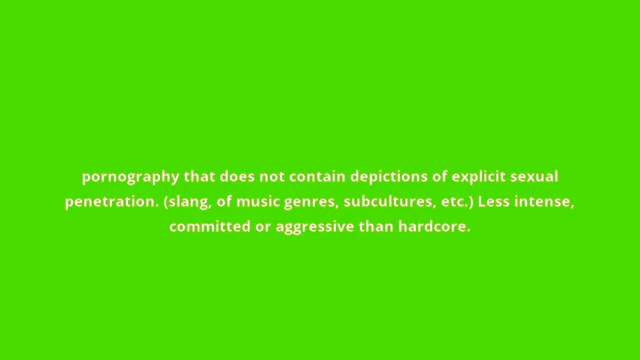 pornography that does not contain depictions of explicit sexual
penetration. (slang, of music genres, subcultures, etc.) Less intense,
committed or aggressive than hardcore.